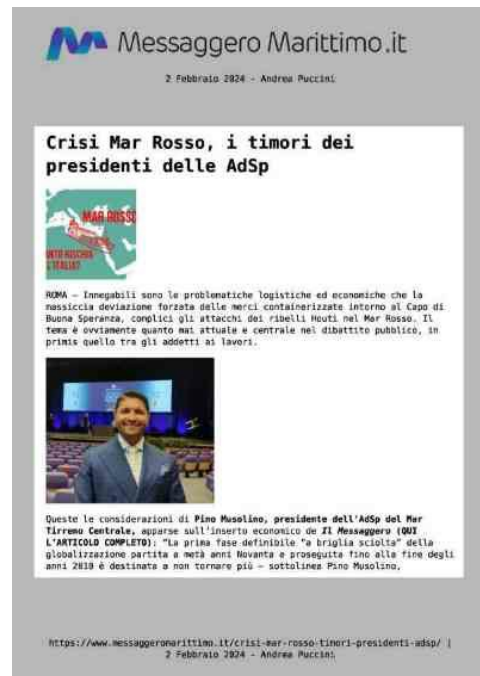 Messaggero Marittimo.it
2 Febbraio 2024 - Andrea Puccini
Crisi Mar Rosso, i timori dei
presidenti delle AdSp
MAR ROSSO
RISCHIA
L'ITALIA?
ROMA – Innegabili sono le problematiche logistiche ed economiche che la
massiccia deviazione forzata delle merci containerizzate intorno al Capo di
Buona Speranza, complici gli attacchi dei ribelli Houti nel Mar Rosso. Il
tema è ovviamente quanto mai attuale e centrale nel dibattito pubblico, in
primis quello tra gli addetti ai lavori.
Queste le considerazioni di Pino Musolino, presidente dell'AdSp del Mar
Tirreno Centrale, apparse sull'inserto economico de Il Messaggero (QUI
L'ARTICOLO COMPLETO): "La prima fase definibile "a briglia sciolta" della
globalizzazione partita a metà anni Novanta e proseguita fino alla fine degli
anni 2010 è destinata a non tornare più – sottolinea Pino Musolino,
https://www.messaggeromarittimo.it/crisi-mar-rosso-timori-presidenti-adsp/ |
2 Febbraio 2024 - Andrea Puccini